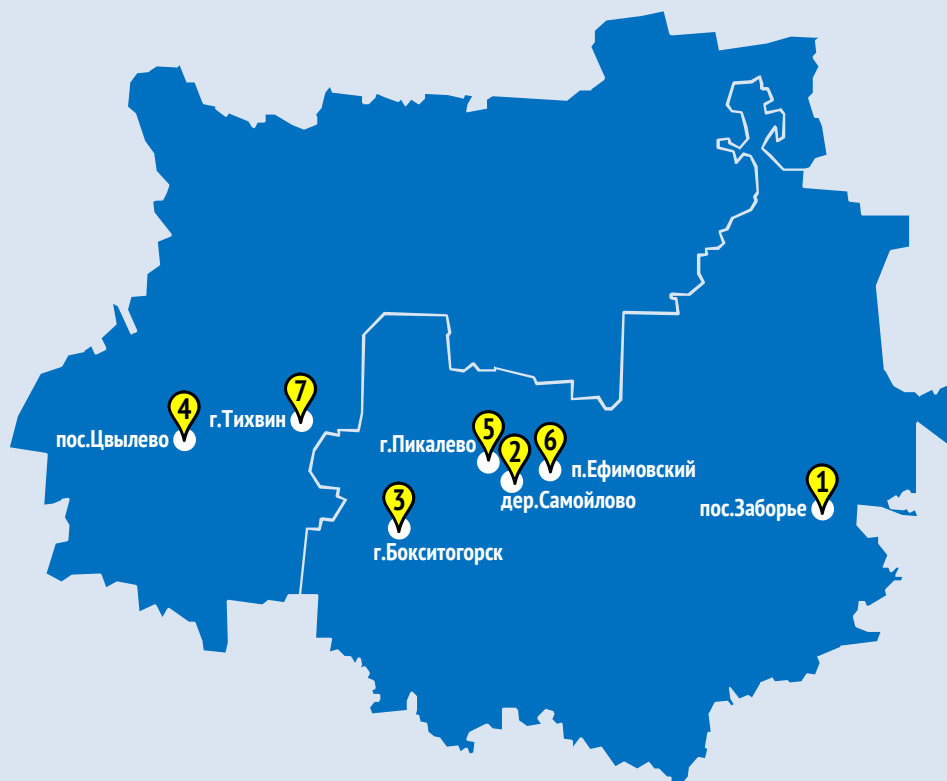 7
г.Тихвин
4
пос.Цвылево
5
г.Пикалево
2
дер.Самойлово
6
п.Ефимовский
1
пос.Заборье
3
г.Бокситогорск